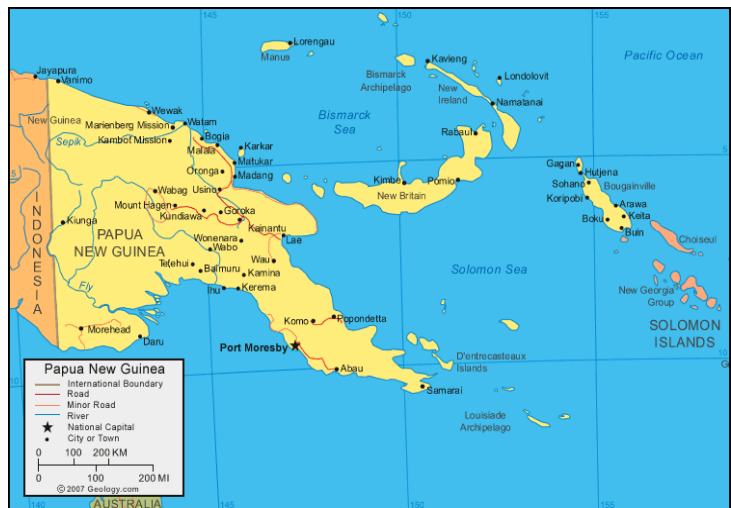 145
150
155
Lorengau
Manus
Kavieng
Pacific Ocean
Jayapura
Vanimo
Bismarck
Archipelago
Londolovit
New
Ireland
Namatanai
Wewak
New Guinea
Marienberg Mission
Watam
Bismarck
Sea
Rabaul
Sepik
Kambot Mission
Bogia
Malala
Karkar
Matukar
5
Gagan
Hutjena
Oronga
Madang
5
Wabag
Usino
Kimbe
Pomio
Sohano
Bougainville
New Britain
Koripobi
Mount Hagen
Kundiawa
Goroka
Arawa
Keita
Kiunga
Boku
Buin
INDONESIA
PAPUA
NEW GUINEA
Kainantu
Lae
Choiseul
Wonenara
Wabo
Wau
Solomon Sea
Telehui
Baimuru
Kamina
Fly
Ihu
Kerema
New Georgia
Group
Komo
Popondetta
SOLOMON
ISLANDS
Morehead
Daru
Port Moresby
D'entrecasteaux
Islands
10
G
Abau
10
Samarai
Louisiade
Archipelago
Papua New Guinea
International Boundary
Road
Minor Road
River
National Capital
City or Town
0 100 200 KM
0 100 200 MI
© 2007 Geology.com
140
AUSTRALIA
145
150
155